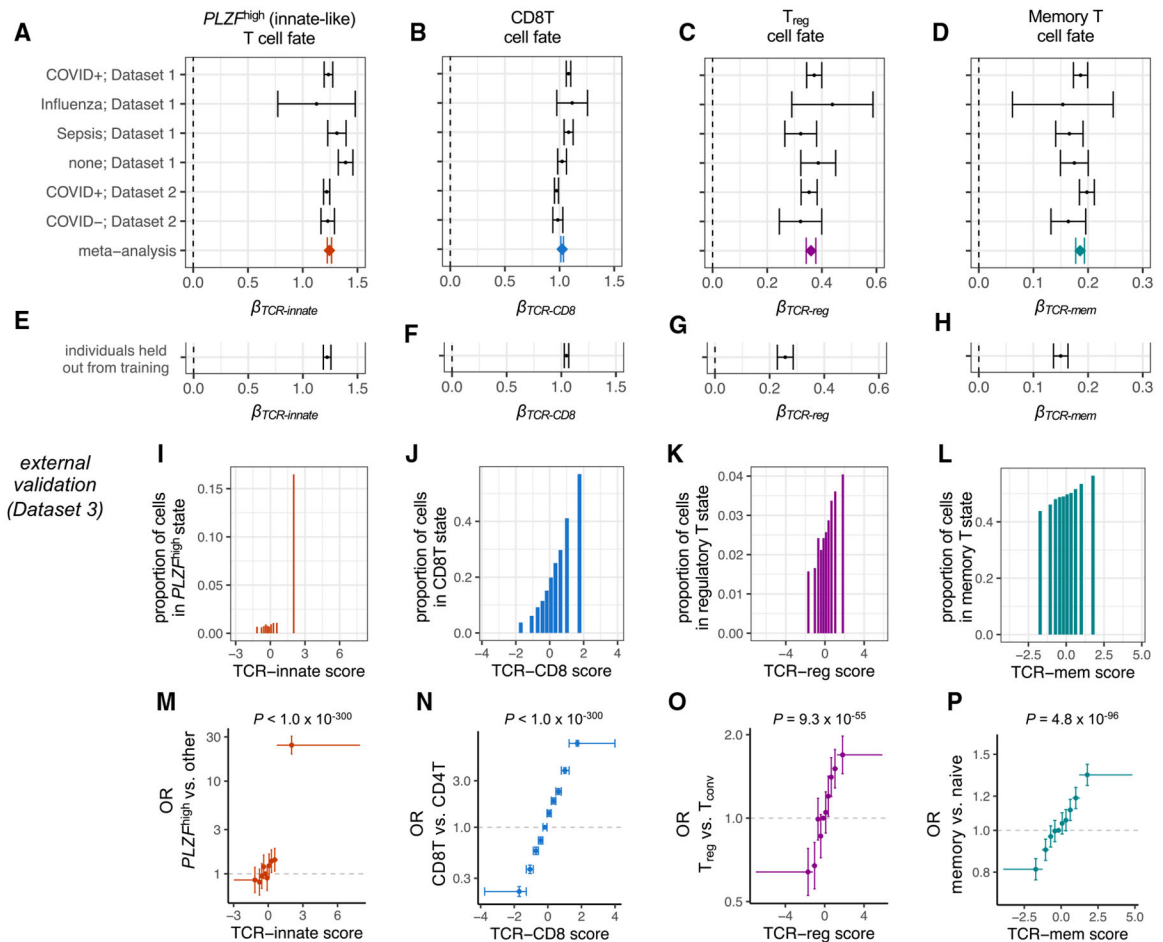 A
PLZFhigh (innate-like)
T cell fate
B
CD8T
cell fate
C
Treg
cell fate
D
Memory T
cell fate
COVID+; Dataset 1
Influenza; Dataset 1
Sepsis; Dataset 1
none; Dataset 1
COVID+; Dataset 2
COVID−; Dataset 2
meta−analysis
0.0 0.5 1.0 1.5
0.0 0.5 1.0 1.5
0.0 0.2 0.4 0.6
0.0 0.1 0.2 0.3
βTCR-innate
βTCR-CD8
βTCR-reg
βTCR-mem
E
F
G
H
individuals held
out from training
0.0 0.5 1.0 1.5
0.0 0.5 1.0 1.5
0.0 0.2 0.4 0.6
0.0 0.1 0.2 0.3
βTCR-innate
βTCR-CD8
βTCR-reg
βTCR-mem
external
validation
(Dataset 3)
I
proportion of cells
in PLZFhigh state
0.15
0.10
0.05
0.00
−3 0 3 6
TCR−innate score
J
proportion of cells
in CD8T state
0.4
0.2
0.0
−4 −2 0 2 4
TCR−CD8 score
K
proportion of cells
in regulatory T state
0.04
0.03
0.02
0.01
0.00
−4 0 4
TCR−reg score
L
proportion of cells
in memory T state
0.4
0.2
0.0
−2.5 0.0 2.5 5.0
TCR−mem score
M
P < 1.0 x 10-300
OR
PLZFhigh vs. other
30
10
3
1
−3 0 3 6
TCR−innate score
N
P < 1.0 x 10-300
OR
CD8T vs. CD4T
3.0
1.0
0.3
−4 −2 0 2 4
TCR−CD8 score
O
P = 9.3 x 10-55
OR
Treg vs. Tconv
2.0
1.0
0.5
−4 0 4
TCR−reg score
P
P = 4.8 x 10-96
OR
memory vs. naive
1.5
1.2
1.0
0.8
−2.5 0.0 2.5 5.0
TCR−mem score